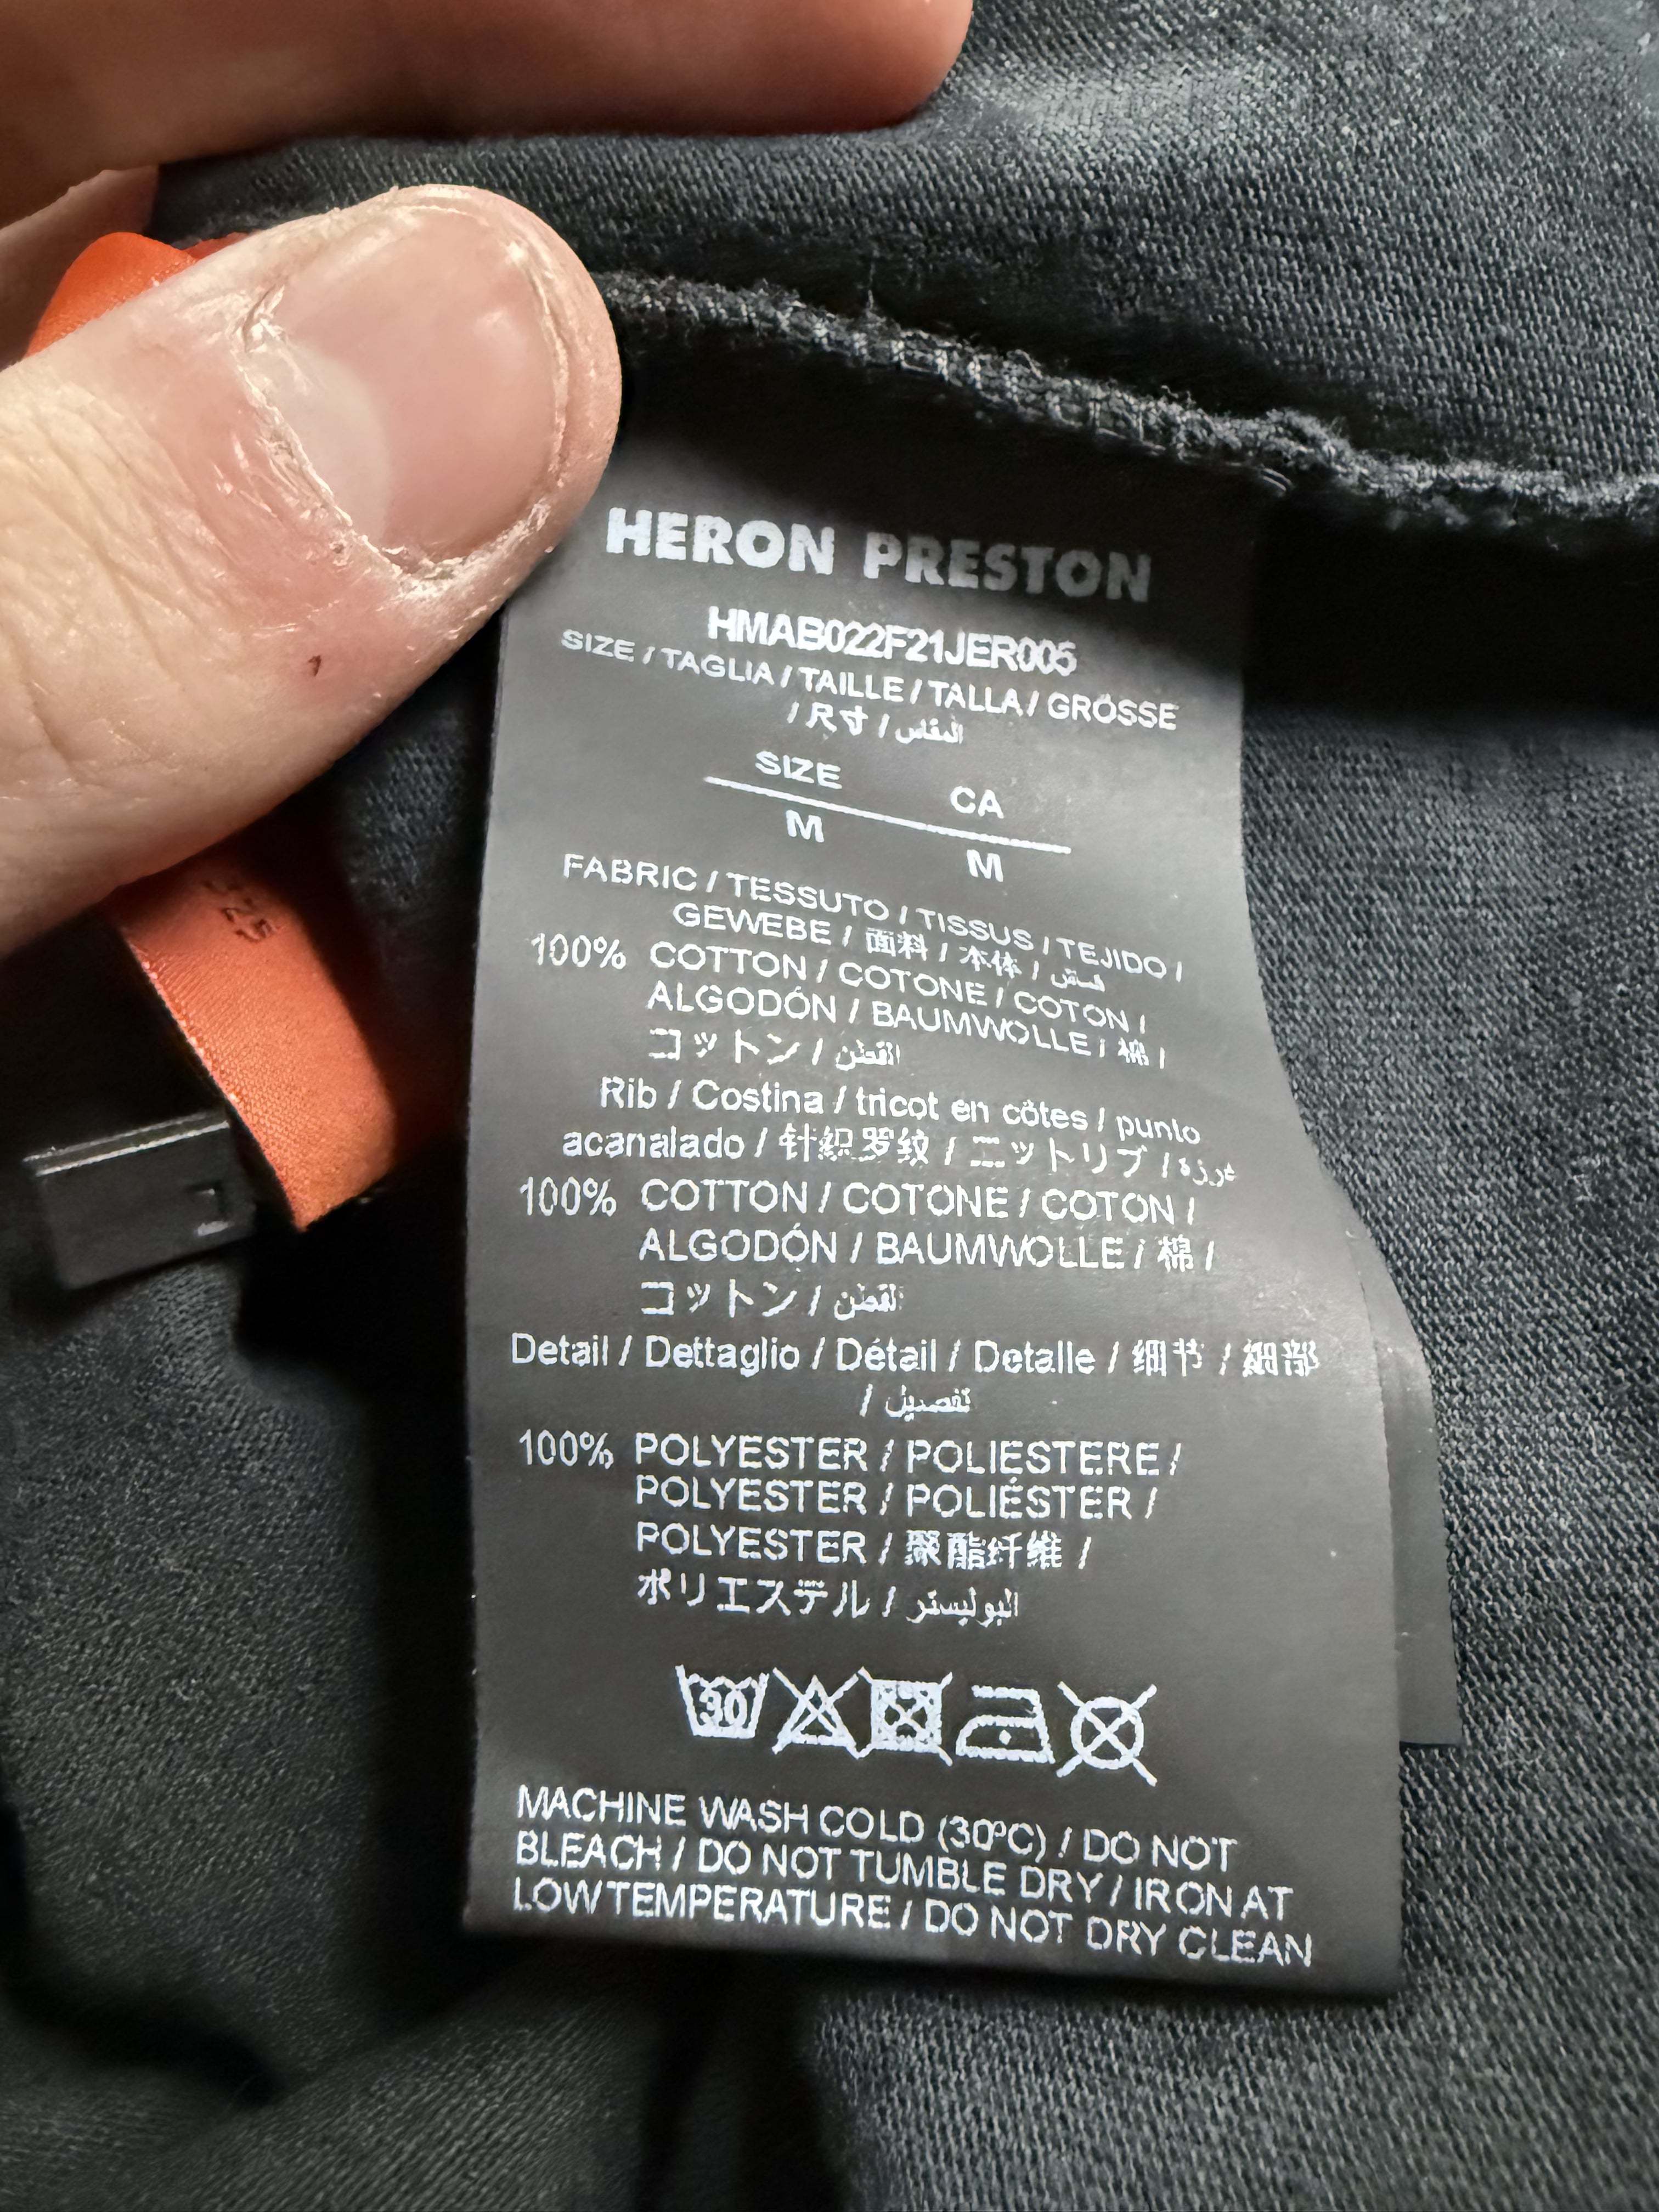 HERON PRESTON
HMAB022F21JER005
SIZE / TAGLIA / TAILLE / TALLA / GRÖSSE
/ 尺寸 / المقاس
SIZE CA
M M
FABRIC / TESSUTO / TISSUS / TEJIDO /
GEWEBE / 面料 / 本体 / قماش
100% COTTON / COTONE / COTON /
ALGODÓN / BAUMWOLLE / 棉 /
コットン / القطن
Rib / Costina / tricot en côtes / punto
acanalado / 针织罗纹 / ニットリブ /
100% COTTON / COTONE / COTON /
ALGODÓN / BAUMWOLLE / 棉 /
コットン / القطن
Detail / Dettaglio / Détail / Detalle / 细节 / 細部
/ تفصيل
100% POLYESTER / POLIESTERE /
POLYESTER / POLIÉSTER /
POLYESTER / 聚酯纤维 /
ポリエステル / البوليستر
30
MACHINE WASH COLD (30ºC) / DO NOT
BLEACH / DO NOT TUMBLE DRY / IRON AT
LOW TEMPERATURE / DO NOT DRY CLEAN